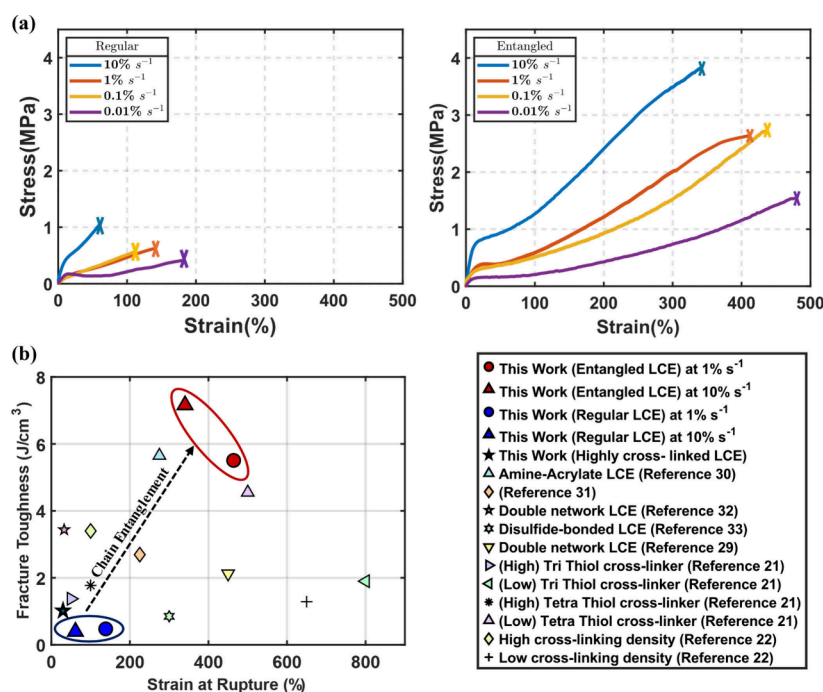 (a)
Stress(MPa)
4
3
2
1
0
Regular
10% s⁻¹
1% s⁻¹
0.1% s⁻¹
0.01% s⁻¹
0 100 200 300 400 500
Strain(%)
Stress(MPa)
4
3
2
1
0
Entangled
10% s⁻¹
1% s⁻¹
0.1% s⁻¹
0.01% s⁻¹
0 100 200 300 400 500
Strain(%)
(b)
Fracture Toughness (J/cm³)
8
6
4
2
0
Chain Entanglement
0 200 400 600 800
Strain at Rupture (%)
This Work (Entangled LCE) at 1% s⁻¹
This Work (Entangled LCE) at 10% s⁻¹
This Work (Regular LCE) at 1% s⁻¹
This Work (Regular LCE) at 10% s⁻¹
This Work (Highly cross- linked LCE)
Amine-Acrylate LCE (Reference 30)
(Reference 31)
Double network LCE (Reference 32)
Disulfide-bonded LCE (Reference 33)
Double network LCE (Reference 29)
(High) Tri Thiol cross-linker (Reference 21)
(Low) Tri Thiol cross-linker (Reference 21)
(High) Tetra Thiol cross-linker (Reference 21)
(Low) Tetra Thiol cross-linker (Reference 21)
High cross-linking density (Reference 22)
Low cross-linking density (Reference 22)